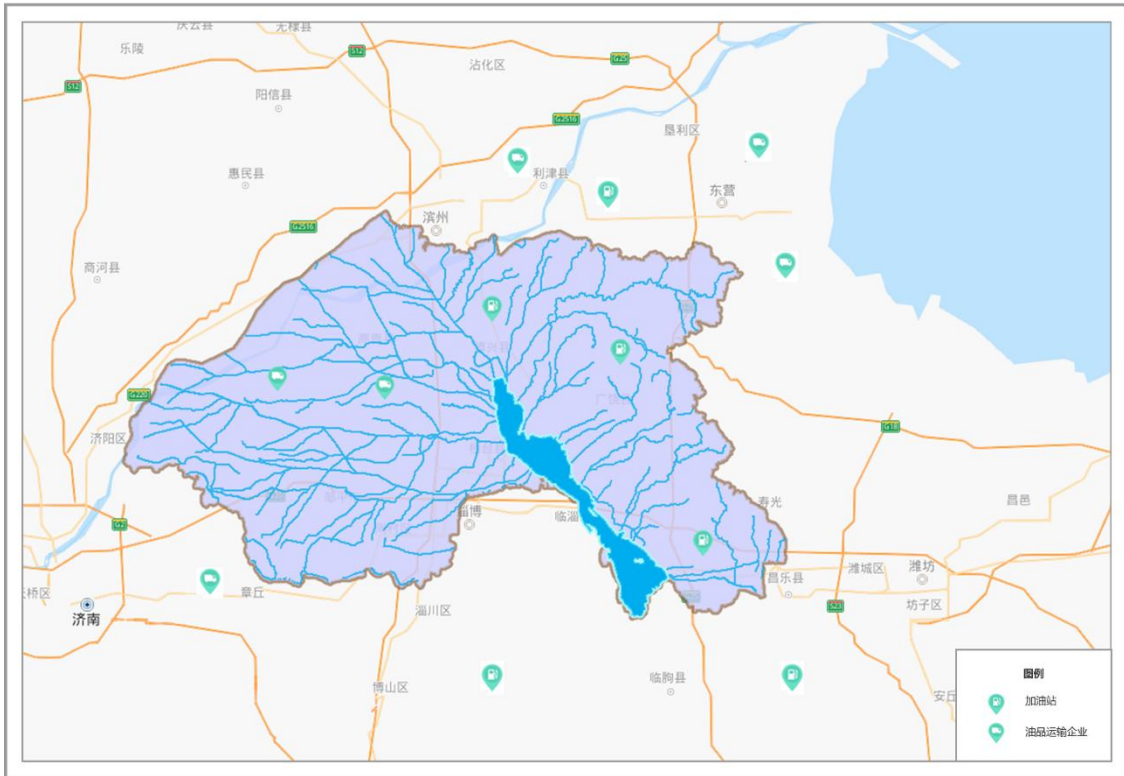 庆云县
无棣县
乐陵
S12
S12
G25
沾化区
阳信县
G2516
垦利区
惠民县
利津县
东营
滨州
G2516
商河县
G220
济阳区
G18
寿光
昌邑
淄博
临淄
G2
潍城区
潍坊
昌乐县
天桥区
章丘
淄川区
S23
坊子区
济南
临朐县
博山区
安丘
图例
加油站
油品运输企业